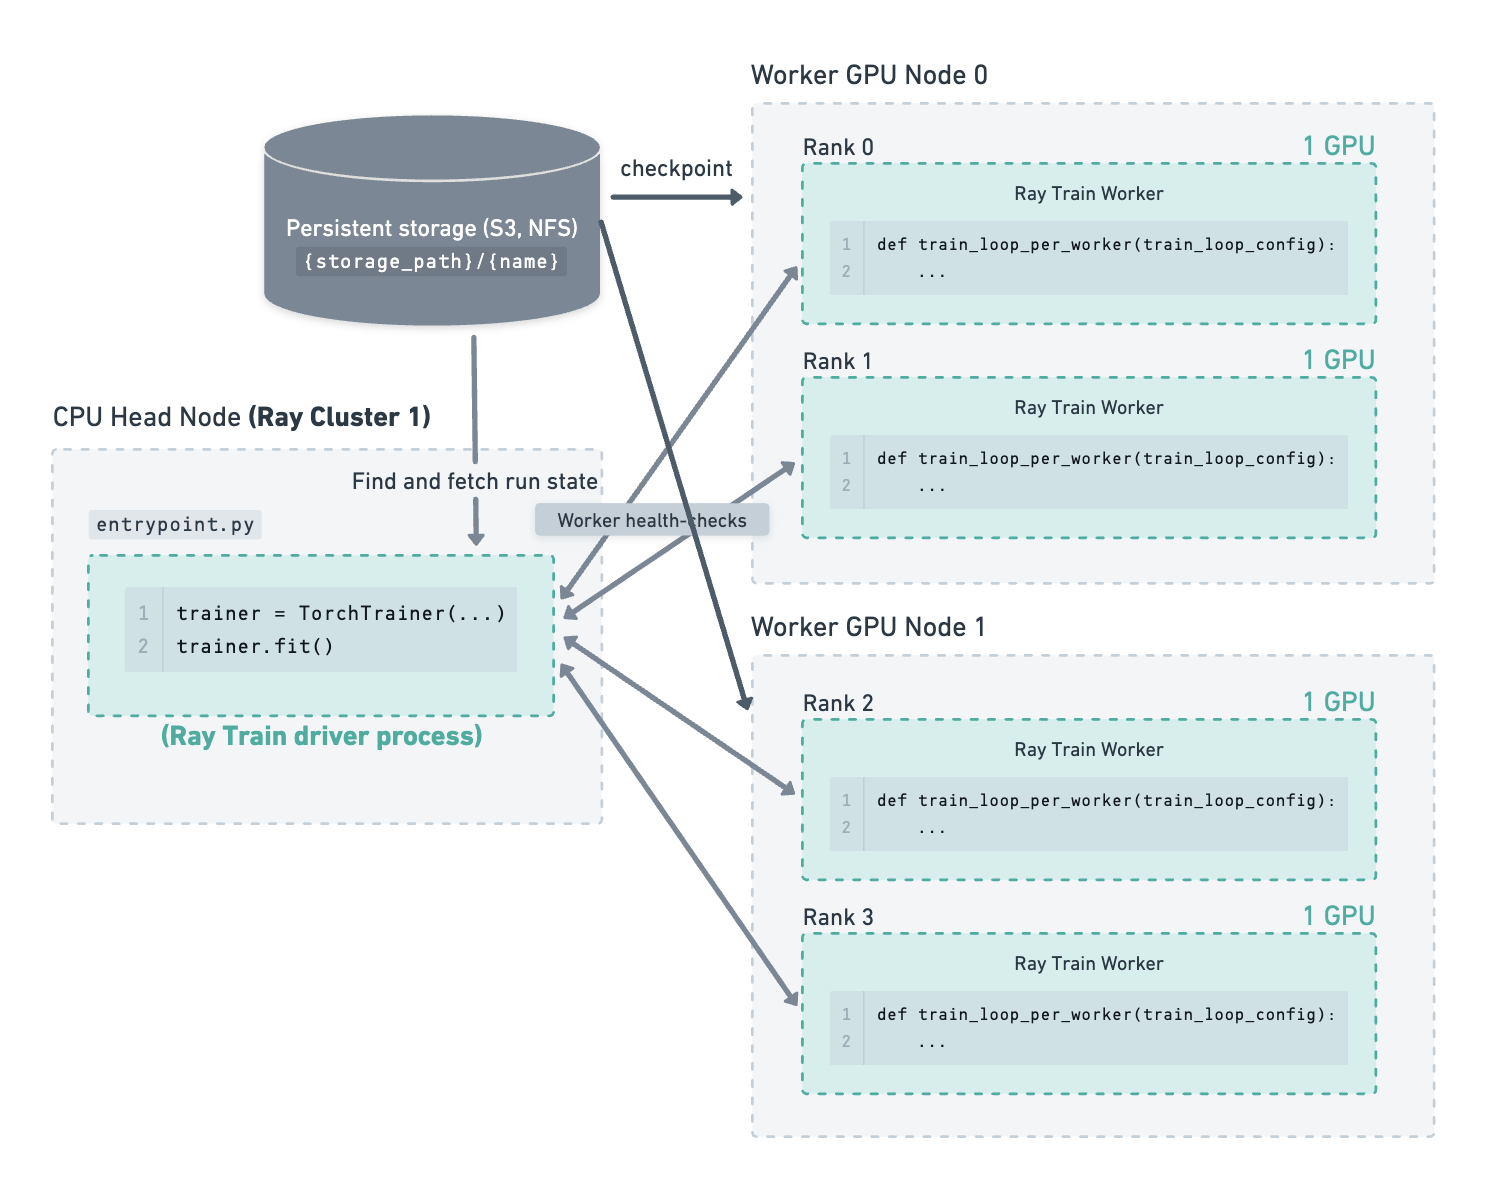 Worker GPU Node 0
Rank 0
1 GPU
Ray Train Worker
1 def train_loop_per_worker(train_loop_config):
2 ...
checkpoint
Persistent storage (S3, NFS)
{storage_path}/{name}
Rank 1
1 GPU
Ray Train Worker
1 def train_loop_per_worker(train_loop_config):
2 ...
CPU Head Node (Ray Cluster 1)
Find and fetch run state
entrypoint.py
Worker health-checks
1 trainer = TorchTrainer(...)
2 trainer.fit()
(Ray Train driver process)
Worker GPU Node 1
Rank 2
1 GPU
Ray Train Worker
1 def train_loop_per_worker(train_loop_config):
2 ...
Rank 3
1 GPU
Ray Train Worker
1 def train_loop_per_worker(train_loop_config):
2 ...